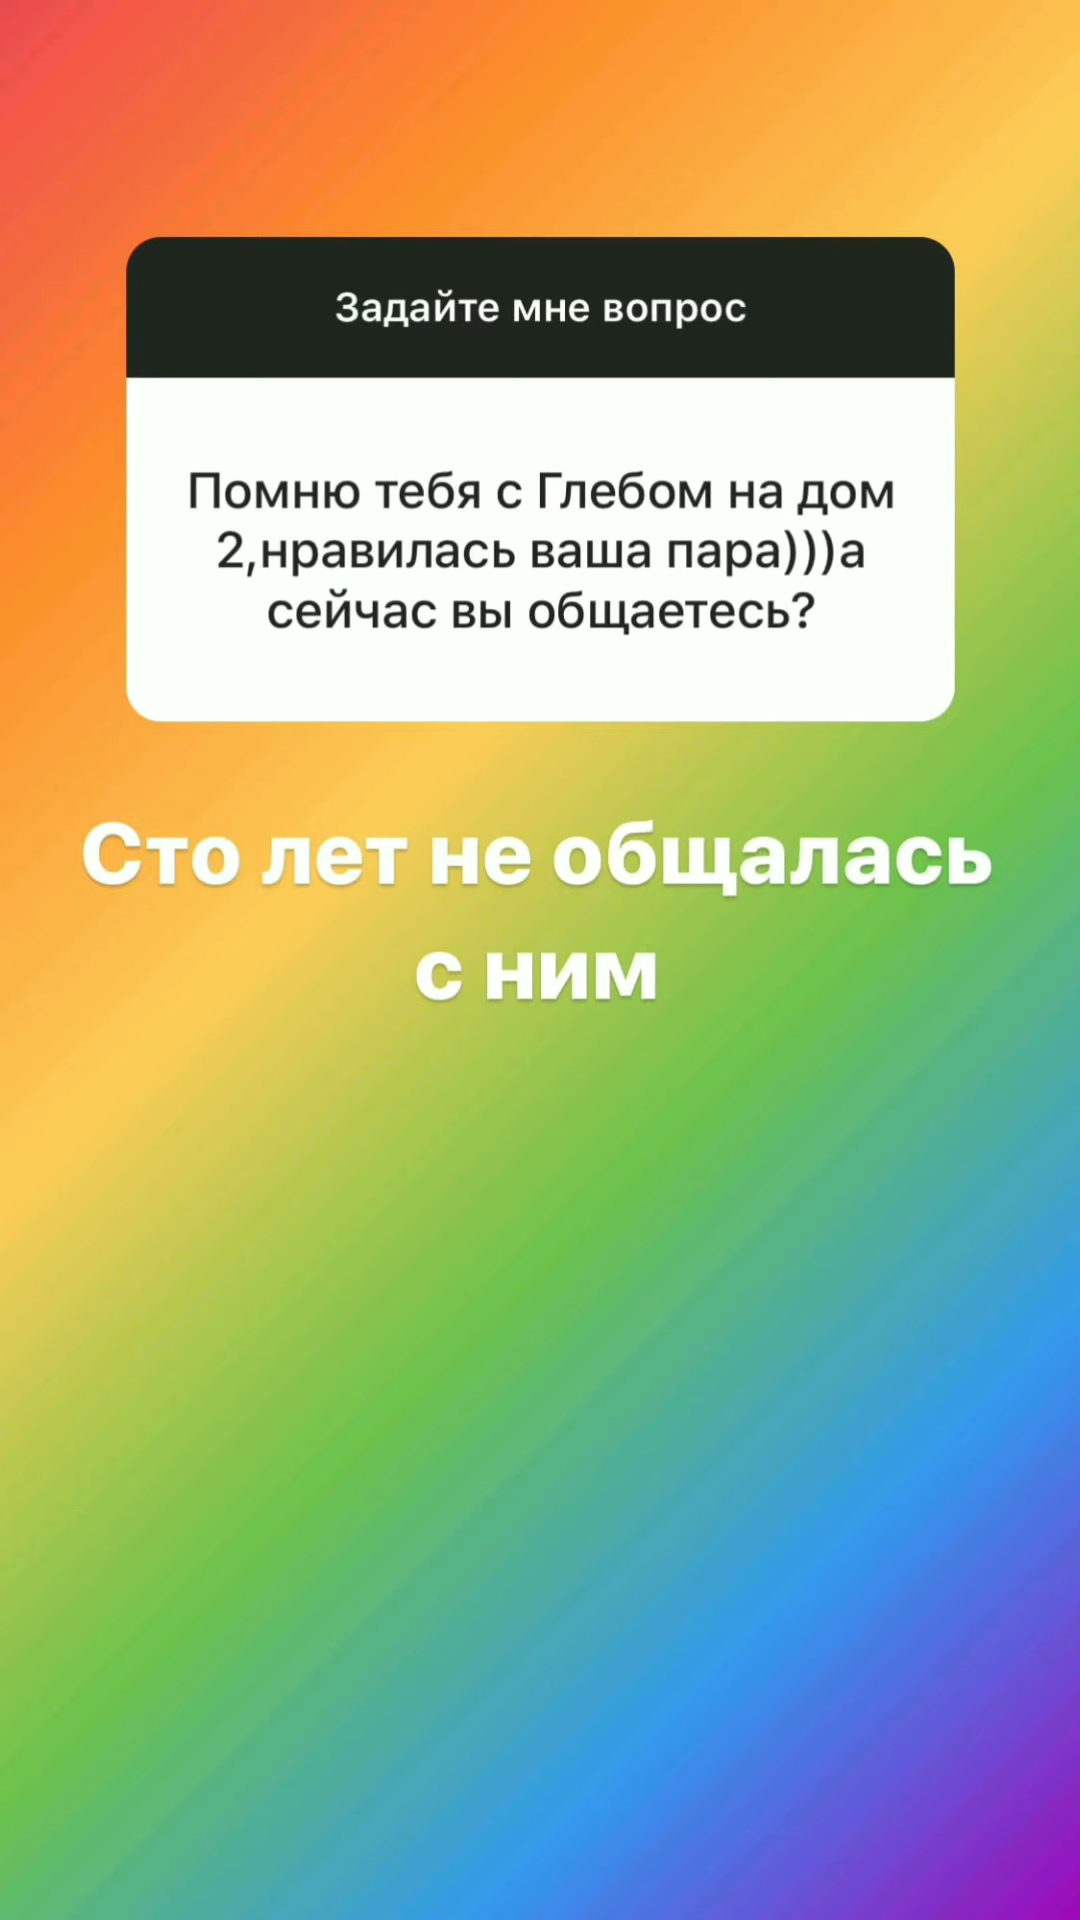 Задайте мне вопрос
Помню тебя с Глебом на дом
2,нравилась ваша пара)))а
сейчас вы общаетесь?
Сто лет не общалась
с ним